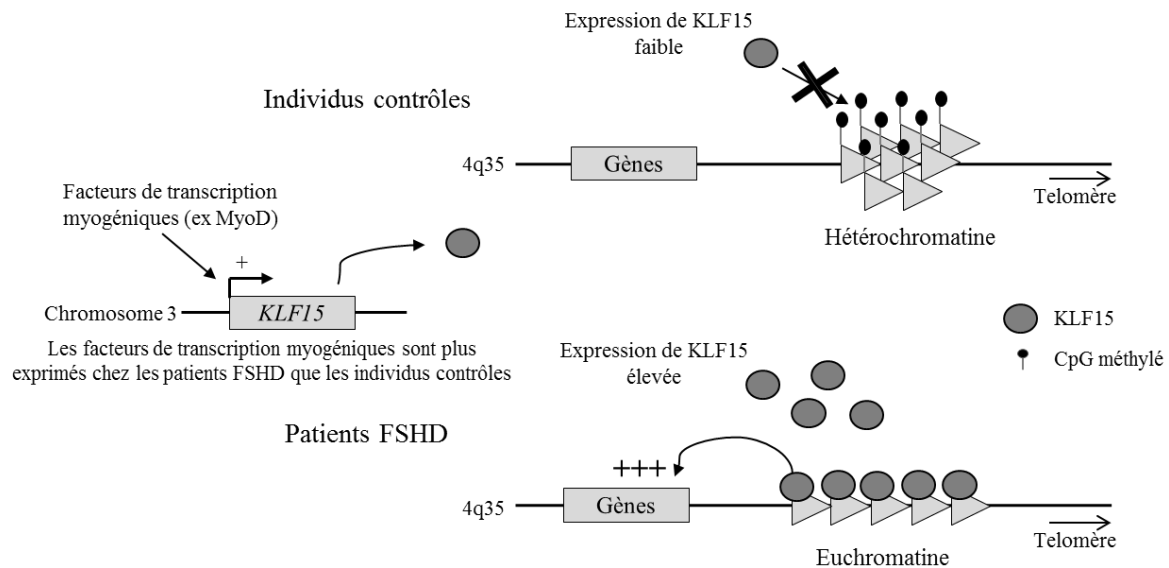 Expression de KLF15
faible
Individus contrôles
4q35
Gènes
Telomère
Hétérochromatine
Facteurs de transcription
myogéniques (ex MyoD)
+
Chromosome 3
KLF15
Les facteurs de transcription myogéniques sont plus
exprimés chez les patients FSHD que les individus contrôles
KLF15
CpG méthylé
Expression de KLF15
élevée
Patients FSHD
+++
4q35
Gènes
Telomère
Euchromatine